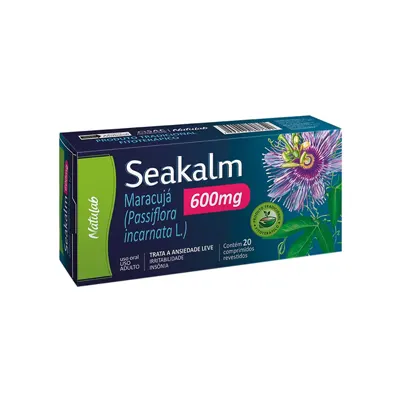 Natulab
PRODUTO TRADICIONAL
FITOTERÁPICO
Natulab
Seakalm
Maracujá
(Passiflora
incarnata L.)
600mg
uso oral
USO
ADULTO
TRATA A ANSIEDADE LEVE
IRRITABILIDADE
INSÔNIA
Contém 20
comprimidos
revestidos